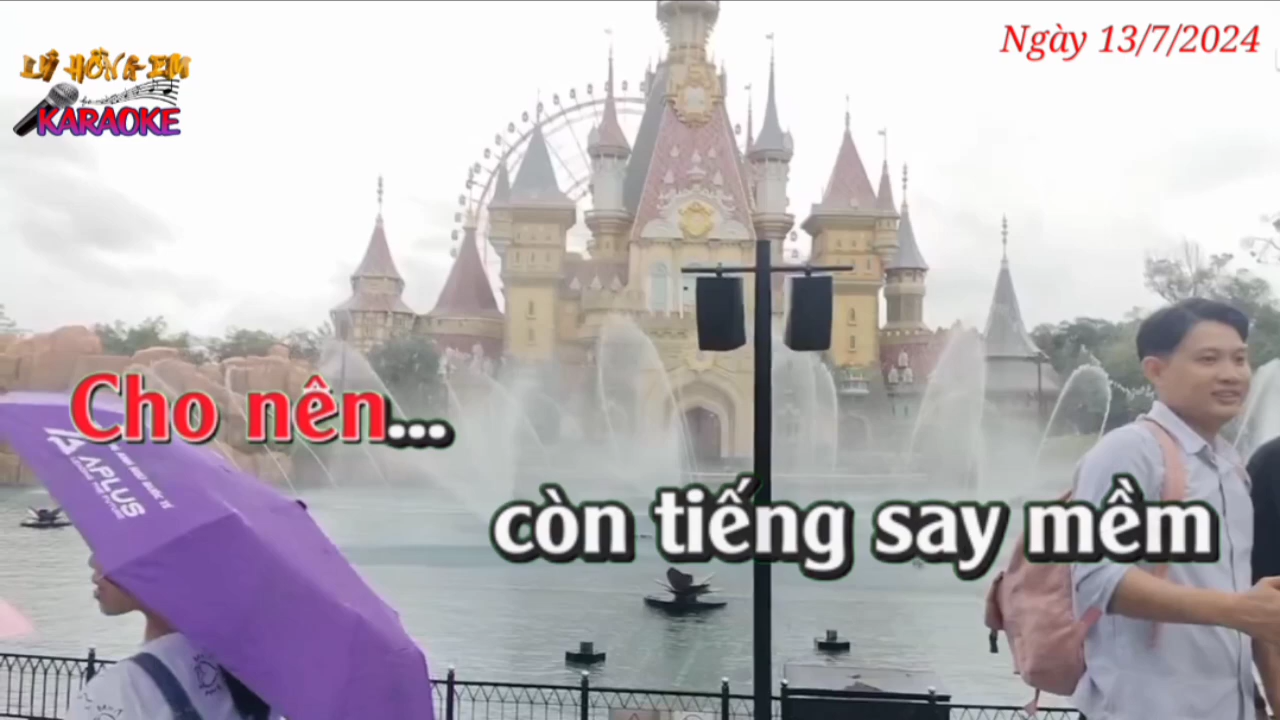 LÝ HỒNG EM
KARAOKE
Ngày 13/7/2024
Cho nên...
còn tiếng say mềm
APLUS